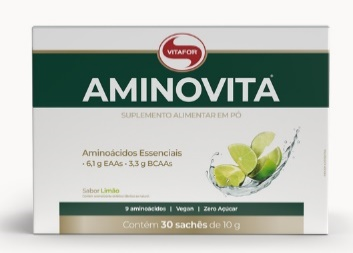 VITAFOR
AMINOVITA
SUPLEMENTO ALIMENTAR EM PÓ
Aminoácidos Essenciais
• 6,1 g EAAs • 3,3 g BCAAs
Sabor Limão
9 aminoácidos | Vegan | Zero Açúcar
Contém 30 sachês de 10 g